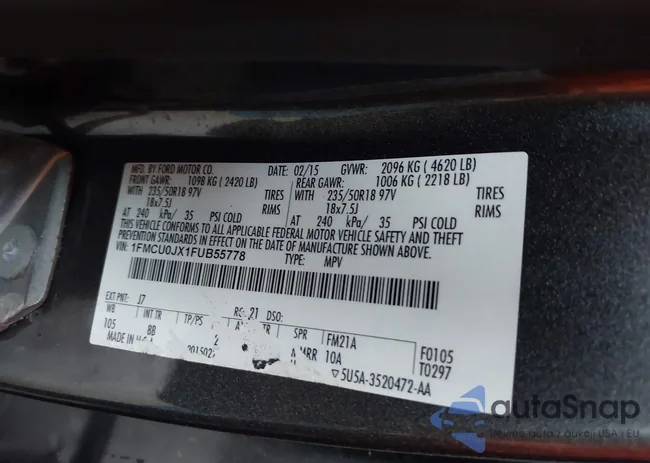 MFD. BY FORD MOTOR CO.
DATE: 02/15 GVWR: 2096 KG ( 4620 LB)
FRONT GAWR: 1098 KG ( 2420 LB) REAR GAWR: 1006 KG ( 2218 LB)
WITH 235/50R18 97V TIRES WITH 235/50R18 97V TIRES
18x7.5J RIMS 18x7.5J RIMS
AT 240 kPa/ 35 PSI COLD AT 240 kPa/ 35 PSI COLD
THIS VEHICLE CONFORMS TO ALL APPLICABLE FEDERAL MOTOR VEHICLE SAFETY AND THEFT
PREVENTION STANDARDS IN EFFECT ON THE DATE OF MANUFACTURE SHOWN ABOVE.
VIN: 1FMCU0JX1FUB55778 TYPE: MPV
EXT PNT: J7 21 DSO:
WB INT TR TP/PS TR SPR FM21A F0105
105 BB 2 RR 10A T0297
MADE IN
▽5U5A-3520472-AA
autoSnap